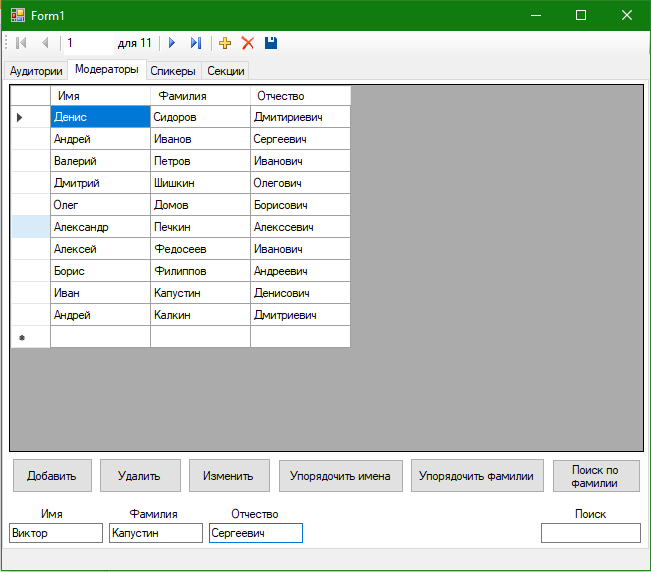 Form1
1 для 11
Аудитории Модераторы Спикеры Секции
Имя Фамилия Отчество
Денис Сидоров Дмитириевич
Андрей Иванов Сергеевич
Валерий Петров Иванович
Дмитрий Шишкин Олегович
Олег Домов Борисович
Александр Печкин Алекссевич
Алексей Федосеев Иванович
Борис Филиппов Андреевич
Иван Капустин Денисович
Андрей Калкин Дмитриевич
Добавить Удалить Изменить Упорядочить имена Упорядочить фамилии Поиск по фамилии
Имя Фамилия Отчество Поиск
Виктор Капустин Сергеевич